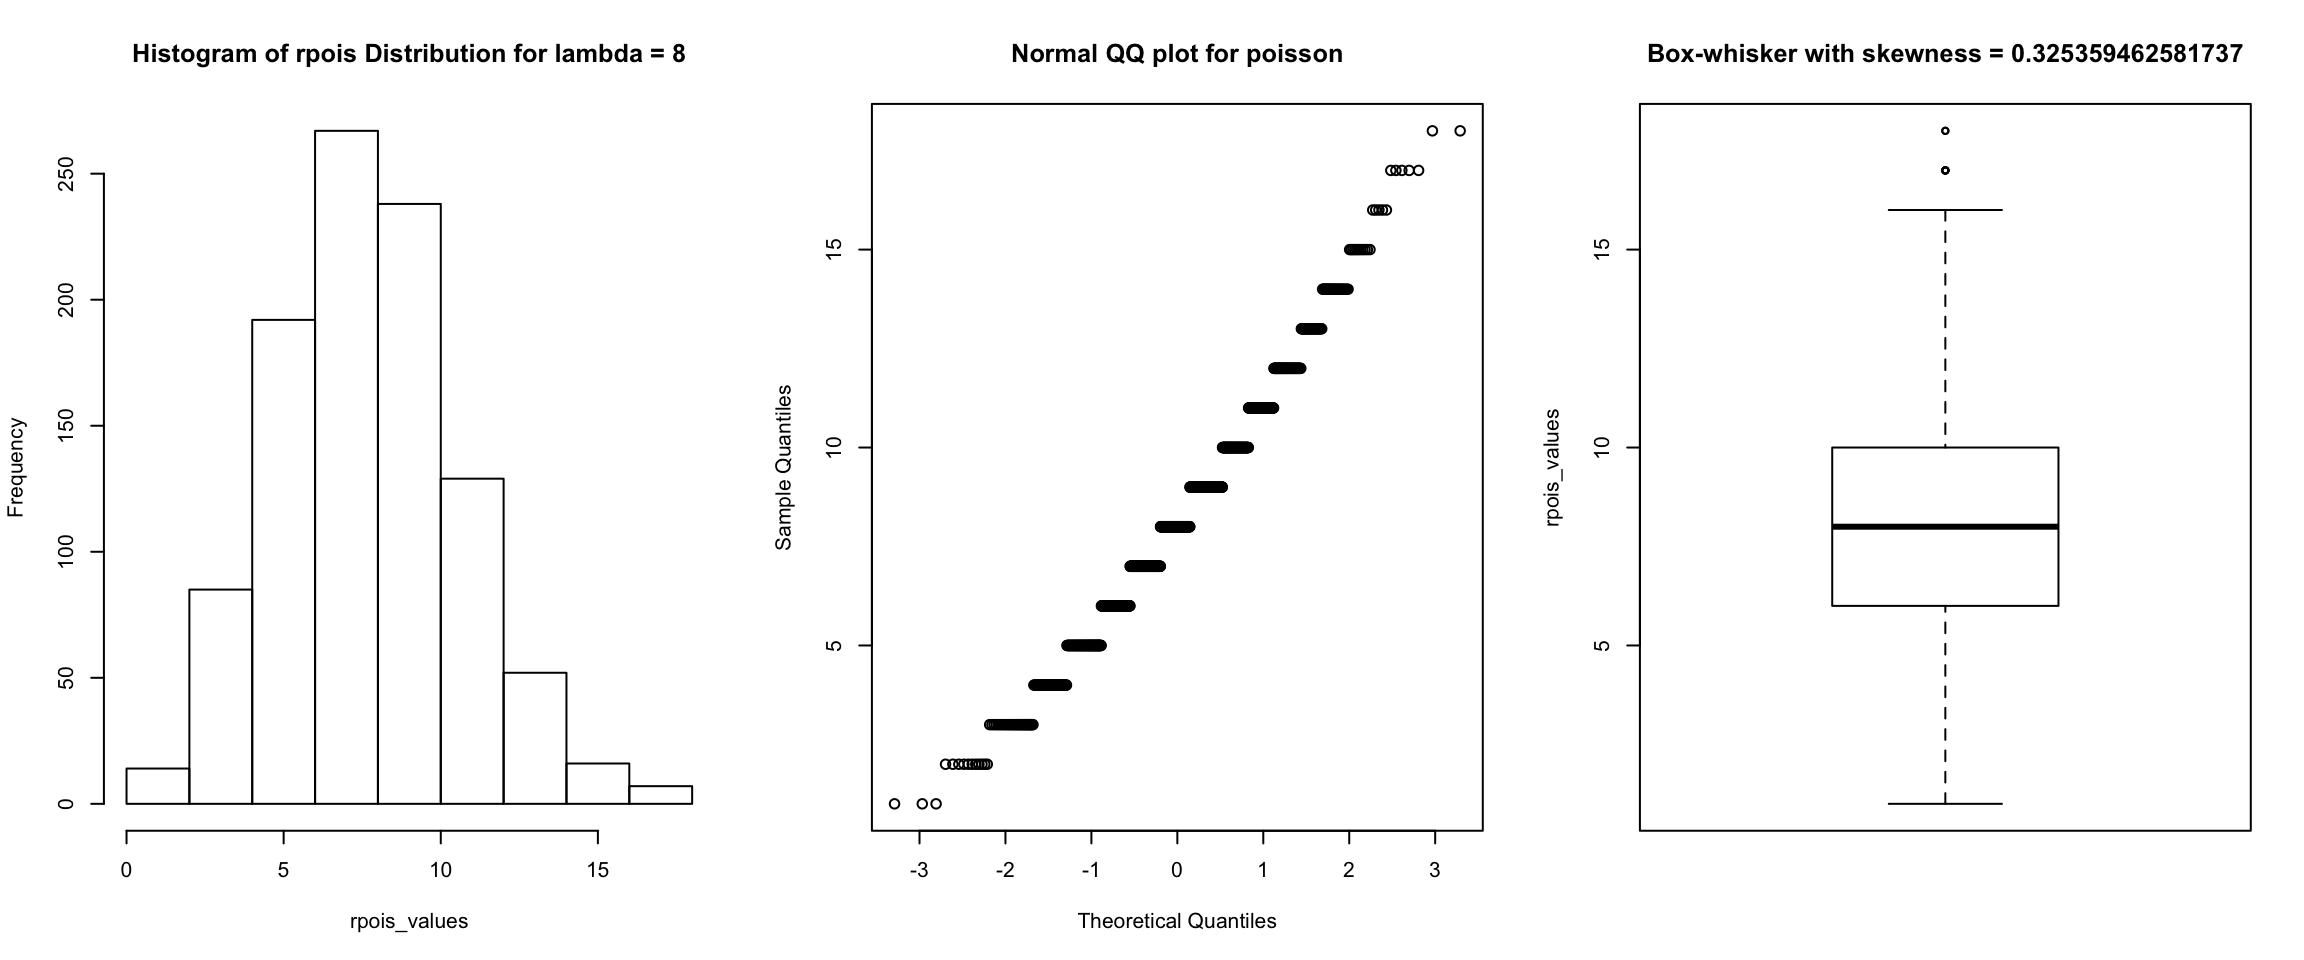 Histogram of rpois Distribution for lambda = 8
Frequency
250
200
150
100
50
0
0 5 10 15
rpois_values
Normal QQ plot for poisson
Sample Quantiles
15
10
5
-3 -2 -1 0 1 2 3
Theoretical Quantiles
Box-whisker with skewness = 0.325359462581737
rpois_values
15
10
5